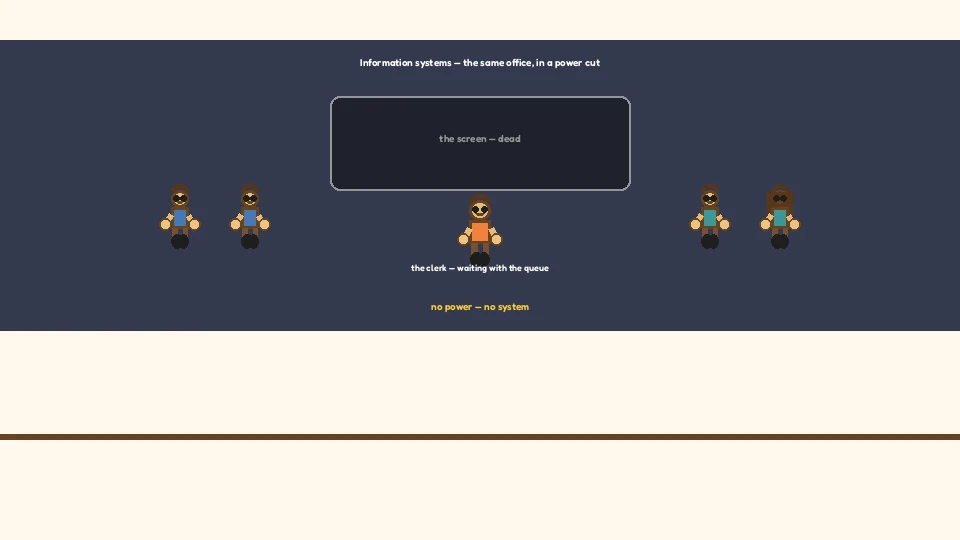 Information systems — the same office, in a power cut
the screen — dead
the clerk — waiting with the queue
no power — no system